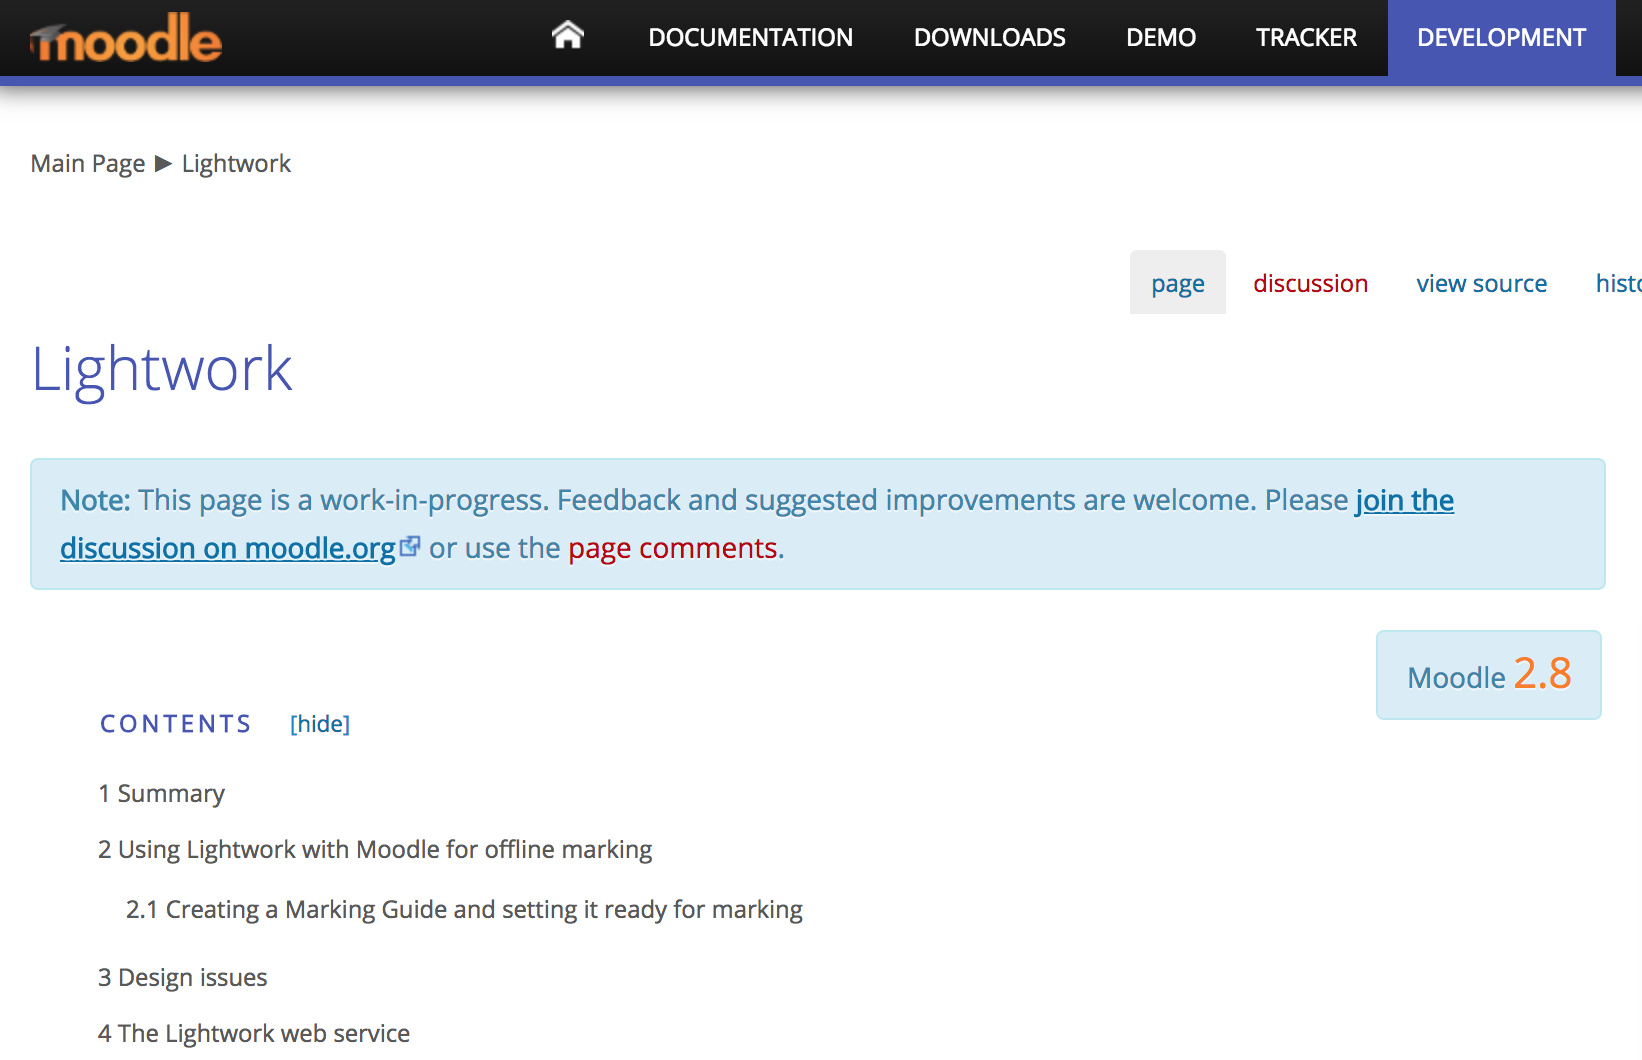 moodle
DOCUMENTATION DOWNLOADS DEMO TRACKER DEVELOPMENT
Main Page ► Lightwork
page discussion view source histo
Lightwork
Note: This page is a work-in-progress. Feedback and suggested improvements are welcome. Please join the
discussion on moodle.org or use the page comments.
Moodle 2.8
CONTENTS [hide]
1 Summary
2 Using Lightwork with Moodle for offline marking
2.1 Creating a Marking Guide and setting it ready for marking
3 Design issues
4 The Lightwork web service